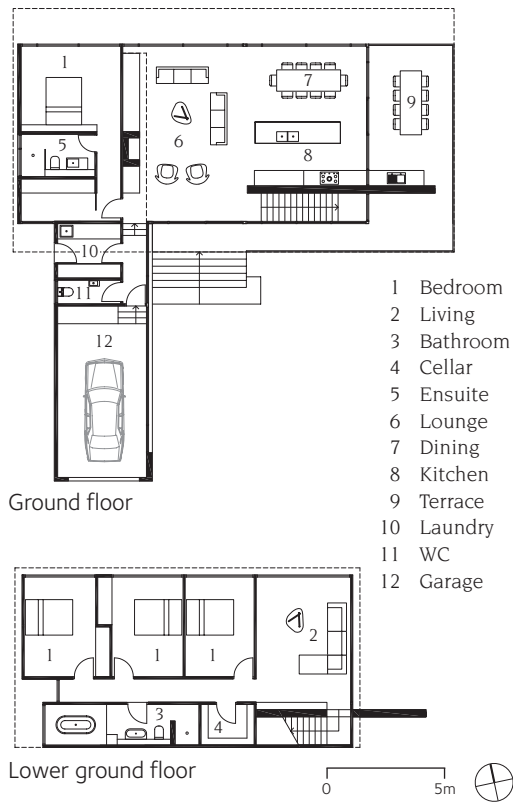 1
5
6
7
8
9
10
11
12
Ground floor
1 Bedroom
2 Living
3 Bathroom
4 Cellar
5 Ensuite
6 Lounge
7 Dining
8 Kitchen
9 Terrace
10 Laundry
11 WC
12 Garage
1
1
1
2
3
4
Lower ground floor
0 5m